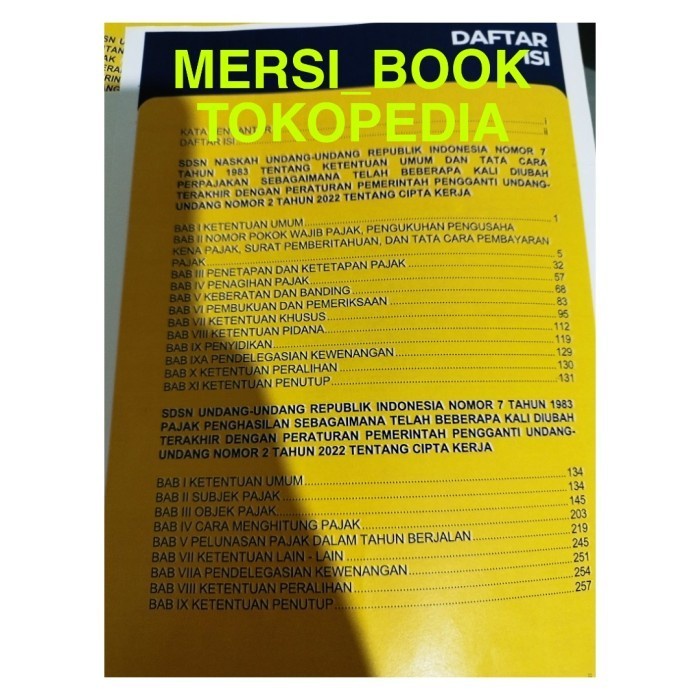 DAFTAR
ISI
MERSI_BOOK
TOKOPEDIA
KATA PENGANTAR i
DAFTAR ISI ii
SDSN NASKAH UNDANG-UNDANG REPUBLIK INDONESIA NOMOR 7
TAHUN 1983 TENTANG KETENTUAN UMUM DAN TATA CARA
PERPAJAKAN SEBAGAIMANA TELAH BEBERAPA KALI DIUBAH
TERAKHIR DENGAN PERATURAN PEMERINTAH PENGGANTI UNDANG-
UNDANG NOMOR 2 TAHUN 2022 TENTANG CIPTA KERJA
BAB I KETENTUAN UMUM 1
BAB II NOMOR POKOK WAJIB PAJAK, PENGUKUHAN PENGUSAHA
KENA PAJAK, SURAT PEMBERITAHUAN, DAN TATA CARA PEMBAYARAN
PAJAK 5
BAB III PENETAPAN DAN KETETAPAN PAJAK 32
BAB IV PENAGIHAN PAJAK 57
BAB V KEBERATAN DAN BANDING 68
BAB VI PEMBUKUAN DAN PEMERIKSAAN 83
BAB VII KETENTUAN KHUSUS 95
BAB VIII KETENTUAN PIDANA 112
BAB IX PENYIDIKAN 119
BAB IXA PENDELEGASIAN KEWENANGAN 129
BAB X KETENTUAN PERALIHAN 130
BAB XI KETENTUAN PENUTUP 131
SDSN UNDANG-UNDANG REPUBLIK INDONESIA NOMOR 7 TAHUN 1983
PAJAK PENGHASILAN SEBAGAIMANA TELAH BEBERAPA KALI DIUBAH
TERAKHIR DENGAN PERATURAN PEMERINTAH PENGGANTI UNDANG-
UNDANG NOMOR 2 TAHUN 2022 TENTANG CIPTA KERJA
BAB I KETENTUAN UMUM 134
BAB II SUBJEK PAJAK 134
BAB III OBJEK PAJAK 145
BAB IV CARA MENGHITUNG PAJAK 203
BAB V PELUNASAN PAJAK DALAM TAHUN BERJALAN 219
BAB VII KETENTUAN LAIN - LAIN 245
BAB VIIA PENDELEGASIAN KEWENANGAN 251
BAB VIII KETENTUAN PERALIHAN 254
BAB IX KETENTUAN PENUTUP 257